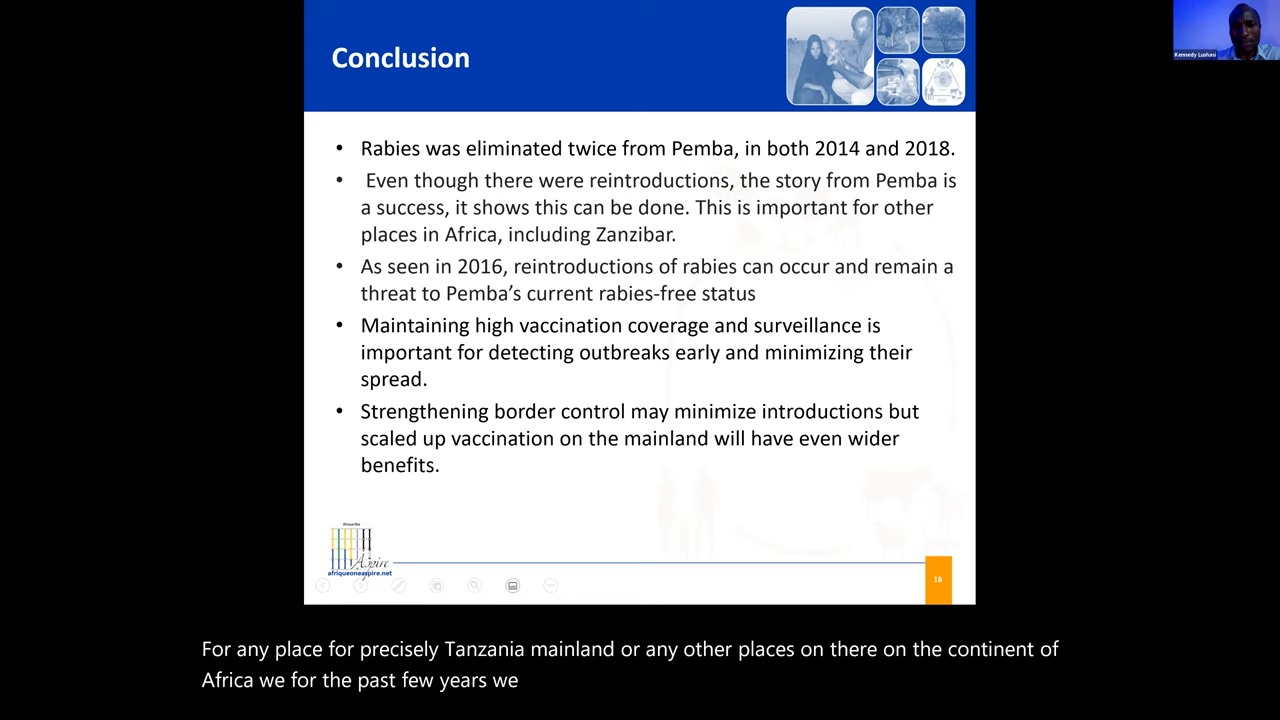 Conclusion
Kennedy Lushasi
• Rabies was eliminated twice from Pemba, in both 2014 and 2018.
• Even though there were reintroductions, the story from Pemba is
a success, it shows this can be done. This is important for other
places in Africa, including Zanzibar.
• As seen in 2016, reintroductions of rabies can occur and remain a
threat to Pemba’s current rabies-free status
• Maintaining high vaccination coverage and surveillance is
important for detecting outbreaks early and minimizing their
spread.
• Strengthening border control may minimize introductions but
scaled up vaccination on the mainland will have even wider
benefits.
Aspire
afriqueoneaspire.net
18
For any place for precisely Tanzania mainland or any other places on there on the continent of
Africa we for the past few years we